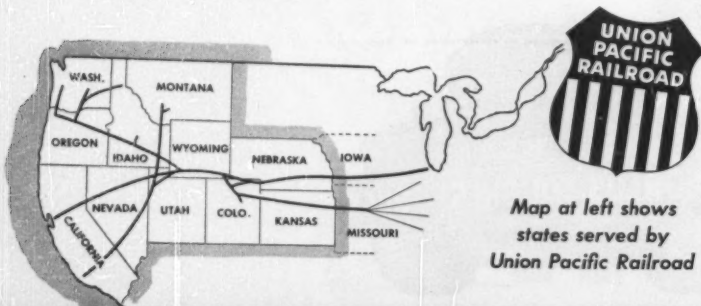 UNION
PACIFIC
RAILROAD
WASH.
MONTANA
OREGON
IDAHO
WYOMING
NEBRASKA
IOWA
NEVADA
UTAH
COLO.
KANSAS
CALIFORNIA
MISSOURI
Map at left shows
states served by
Union Pacific Railroad